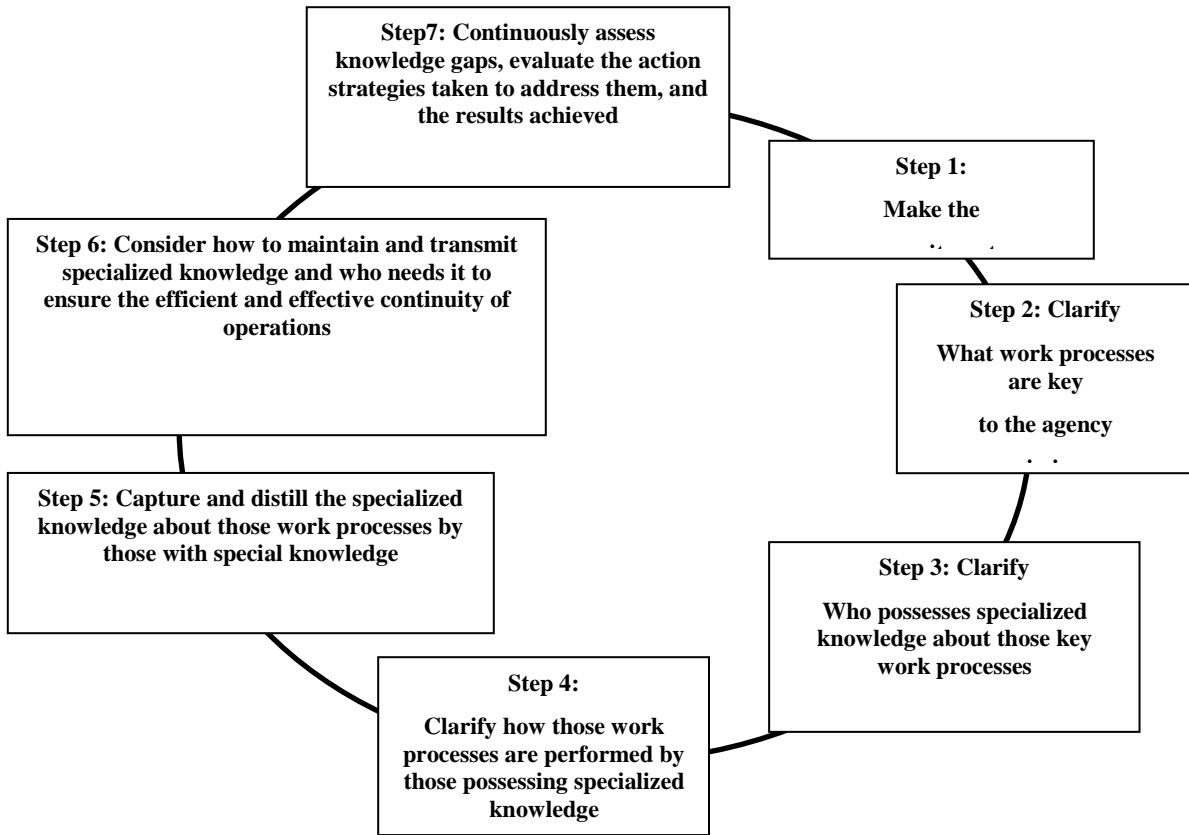 Step7: Continuously assess
knowledge gaps, evaluate the action
strategies taken to address them, and
the results achieved
Step 1:
Make the
Step 2: Clarify
What work processes
are key
to the agency
Step 3: Clarify
Who possesses specialized
knowledge about those key
work processes
Step 4:
Clarify how those work
processes are performed by
those possessing specialized
knowledge
Step 5: Capture and distill the specialized
knowledge about those work processes by
those with special knowledge
Step 6: Consider how to maintain and transmit
specialized knowledge and who needs it to
ensure the efficient and effective continuity of
operations